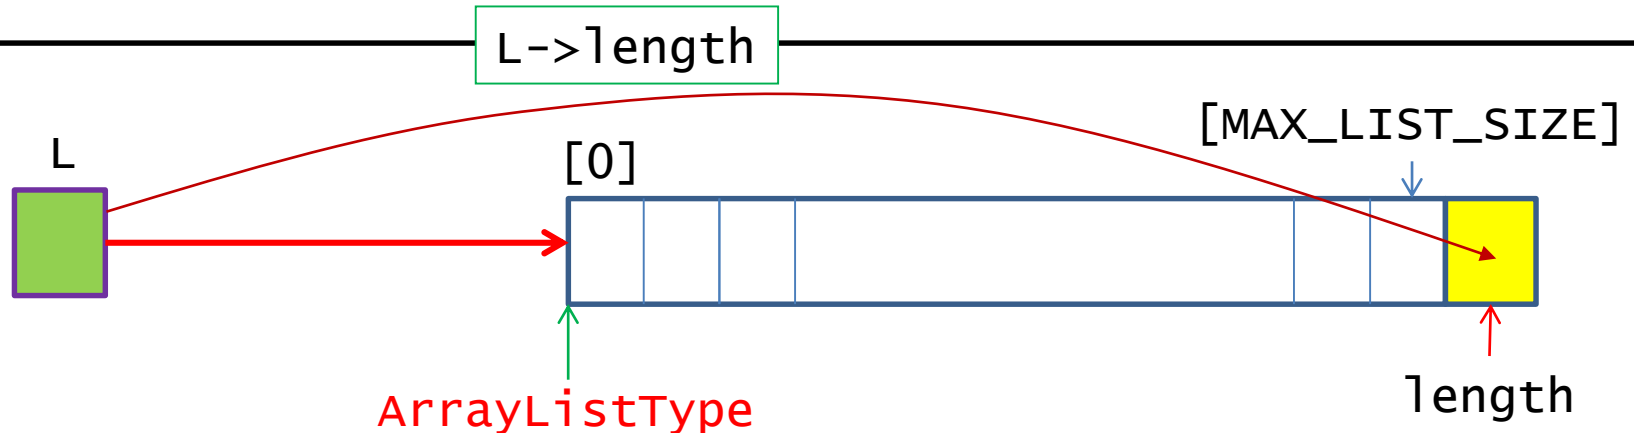 L->length
[MAX_LIST_SIZE]
L
[0]
length
ArrayListType